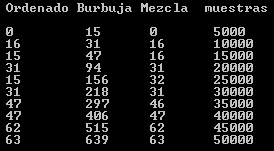 Ordenado Burbuja Mezcla muestras
0 15 0 5000
16 31 16 10000
15 47 16 15000
31 94 31 20000
15 156 32 25000
31 218 31 30000
47 297 46 35000
47 406 47 40000
62 515 62 45000
63 639 63 50000